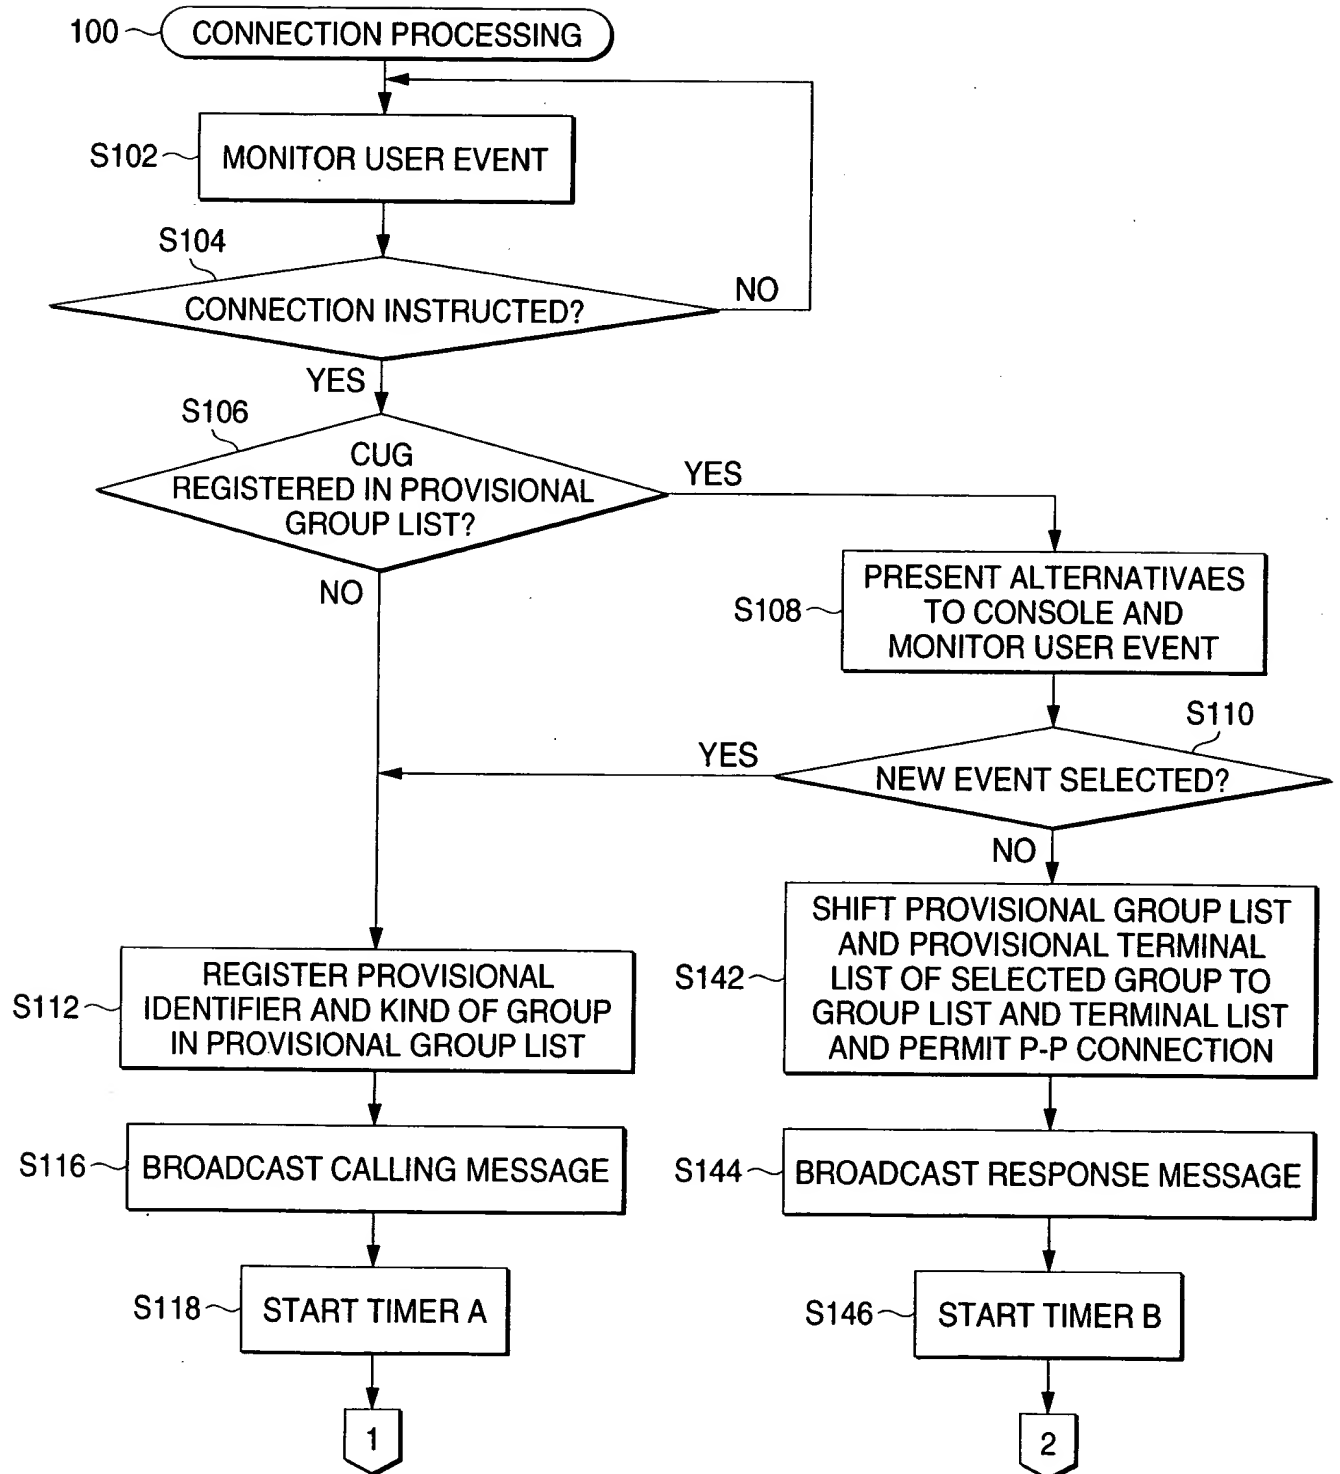 100
CONNECTION PROCESSING
S102
MONITOR USER EVENT
S104
CONNECTION INSTRUCTED?
NO
YES
S106
CUG
REGISTERED IN PROVISIONAL
GROUP LIST?
YES
NO
S108
PRESENT ALTERNATIVAES
TO CONSOLE AND
MONITOR USER EVENT
S110
NEW EVENT SELECTED?
YES
NO
S112
REGISTER PROVISIONAL
IDENTIFIER AND KIND OF GROUP
IN PROVISIONAL GROUP LIST
S142
SHIFT PROVISIONAL GROUP LIST
AND PROVISIONAL TERMINAL
LIST OF SELECTED GROUP TO
GROUP LIST AND TERMINAL LIST
AND PERMIT P-P CONNECTION
S116
BROADCAST CALLING MESSAGE
S144
BROADCAST RESPONSE MESSAGE
S118
START TIMER A
S146
START TIMER B
1
2